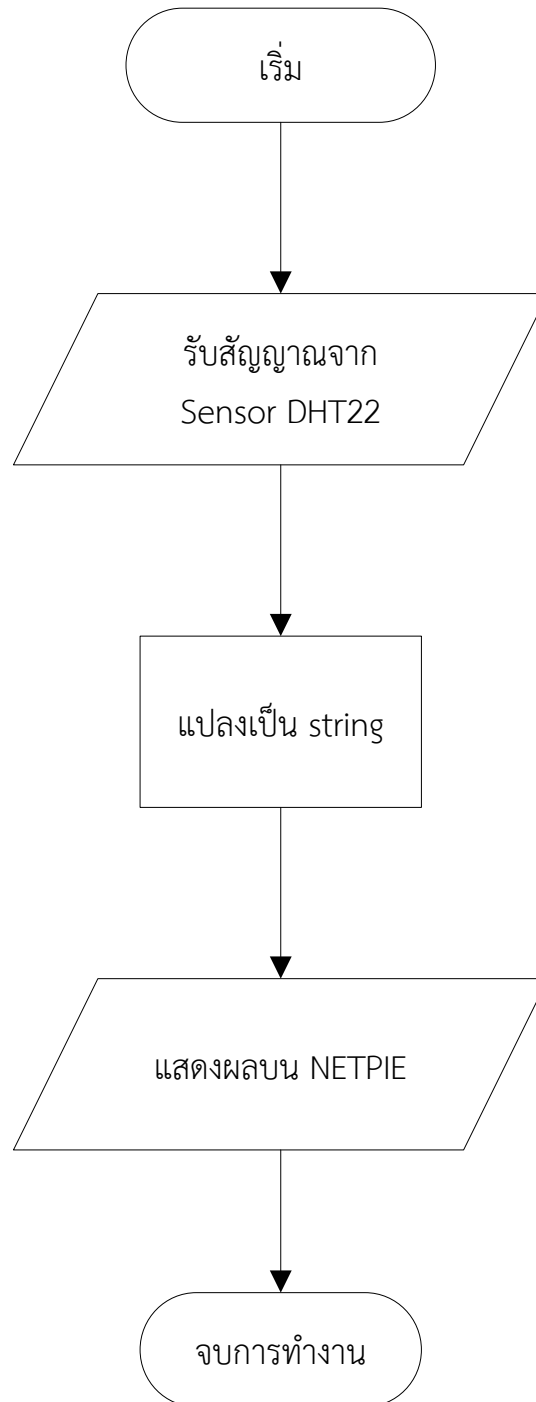 เริ่ม
รับสัญญาณจาก
Sensor DHT22
แปลงเป็น string
แสดงผลบน NETPIE
จบการทำงาน